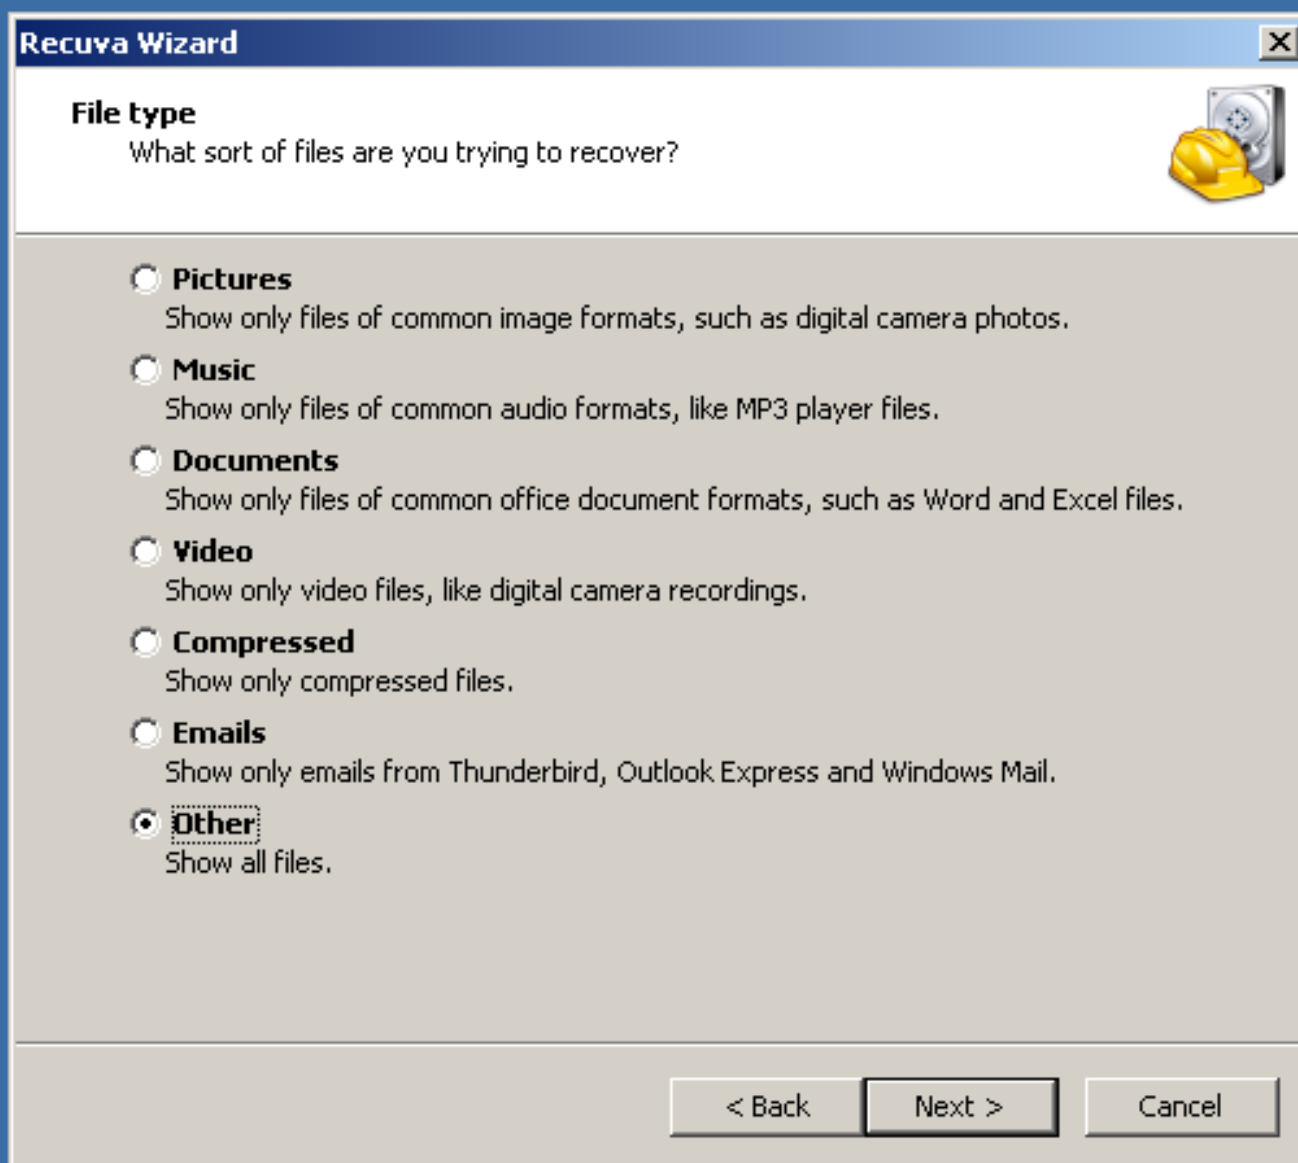 Recuva Wizard
File type
What sort of files are you trying to recover?
Pictures
Show only files of common image formats, such as digital camera photos.
Music
Show only files of common audio formats, like MP3 player files.
Documents
Show only files of common office document formats, such as Word and Excel files.
Video
Show only video files, like digital camera recordings.
Compressed
Show only compressed files.
Emails
Show only emails from Thunderbird, Outlook Express and Windows Mail.
Other
Show all files.
< Back Next > Cancel